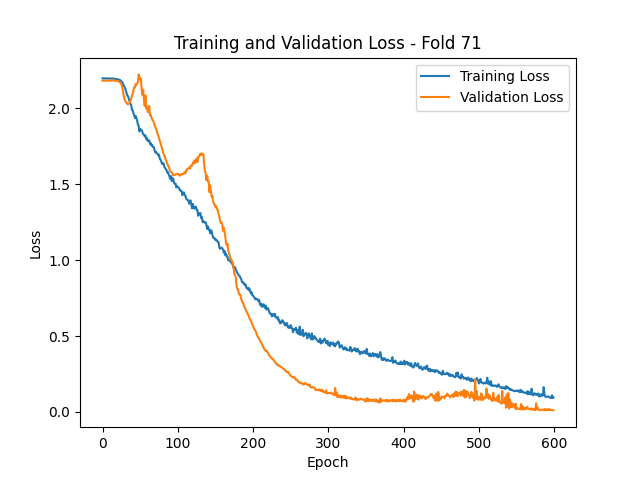 Training and Validation Loss - Fold 71
Training Loss
Validation Loss
Loss
2.0
1.5
1.0
0.5
0.0
0 100 200 300 400 500 600
Epoch